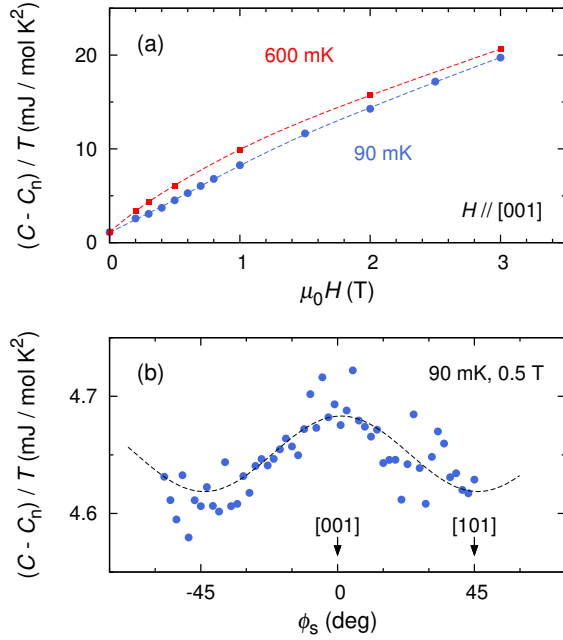 (a)
600 mK
90 mK
H // [001]
(C - Cₙ) / T (mJ / mol K²)
20
10
0
0
1
2
3
μ₀H (T)
(b)
90 mK, 0.5 T
(C - Cₙ) / T (mJ / mol K²)
4.7
4.6
[001]
[101]
-45
0
45
ϕₛ (deg)